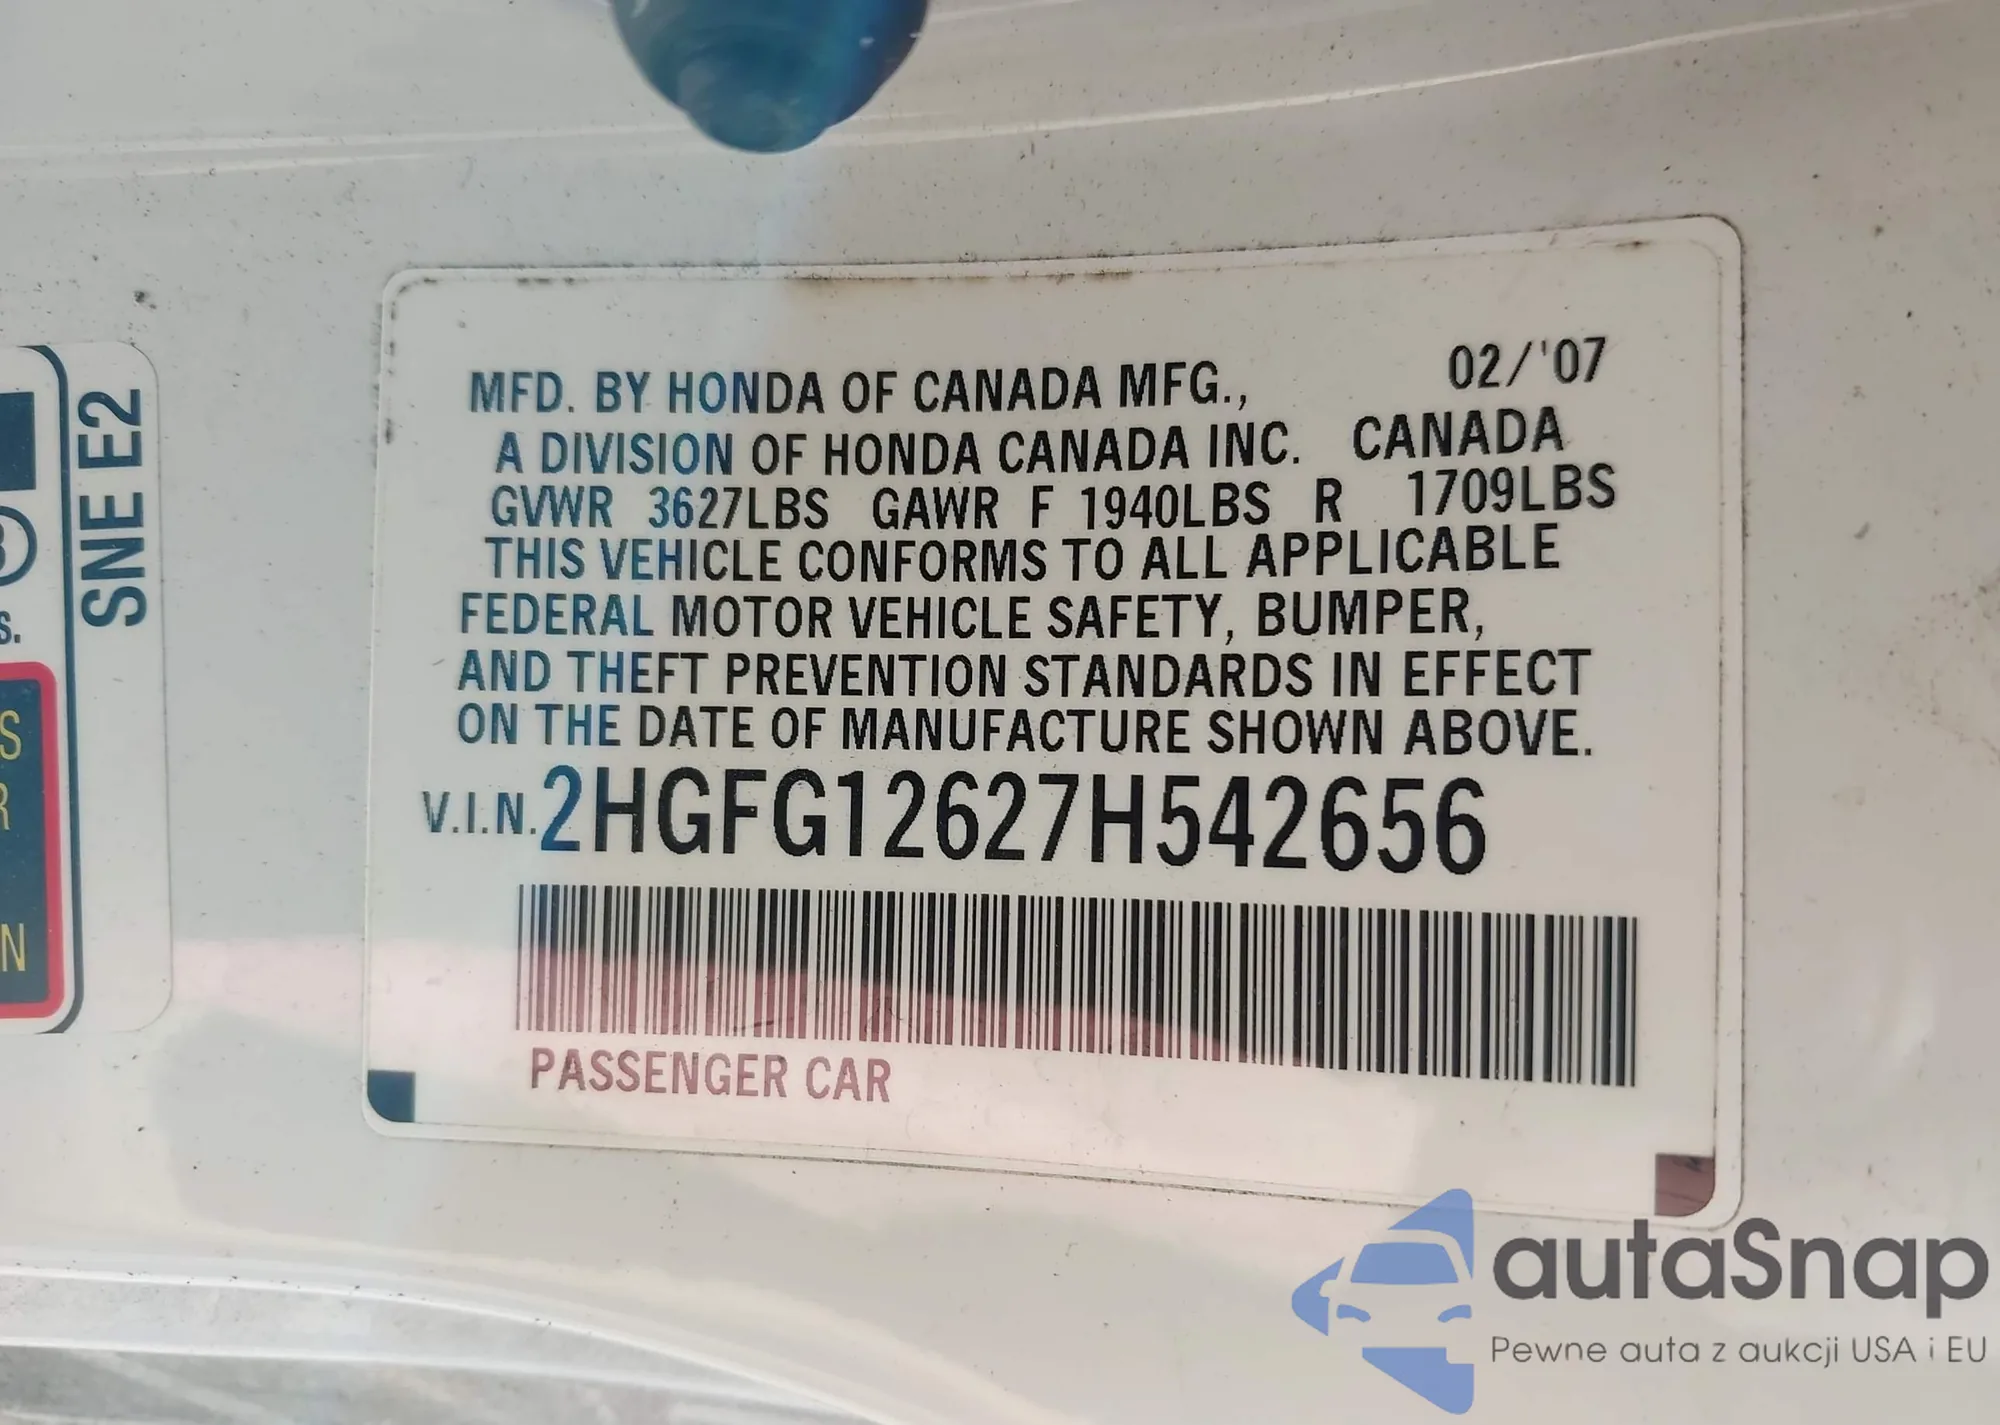 MFD. BY HONDA OF CANADA MFG., 02/'07
A DIVISION OF HONDA CANADA INC. CANADA
GVWR 3627LBS GAWR F 1940LBS R 1709LBS
THIS VEHICLE CONFORMS TO ALL APPLICABLE
FEDERAL MOTOR VEHICLE SAFETY, BUMPER,
AND THEFT PREVENTION STANDARDS IN EFFECT
ON THE DATE OF MANUFACTURE SHOWN ABOVE.
V.I.N. 2HGFG12627H542656
PASSENGER CAR
SNE E2
S.
S
R
N
autaSnap
Pewne auta z aukcji USA i EU